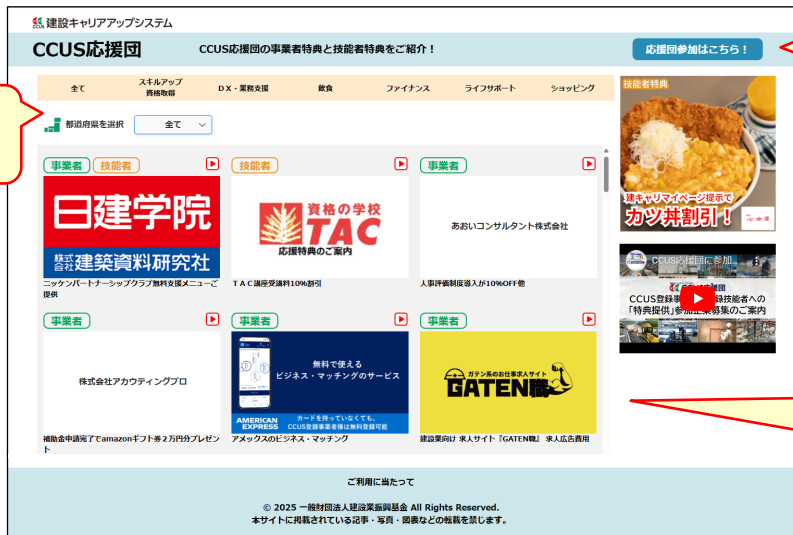 建設キャリアアップシステム
CCUS応援団
CCUS応援団の事業者特典と技能者特典をご紹介！
応援団参加はこちら！
全て
スキルアップ
資格取得
DX・業務支援
飲食
ファイナンス
ライフサポート
ショッピング
都道府県を選択
全て
事業者 技能者
日建学院
株式会社建築資料研究社
ニッケンパートナーシップクラブ無料支援メニューご
提供
技能者
資格の学校
TAC
応援特典のご案内
TAC講座受講料10%割引
事業者
あおいコンサルタント株式会社
人事評価制度導入が10%OFF他
事業者
株式会社アカウティングプロ
補助金申請完了でamazonギフト券２万円分プレゼン
ト
事業者
無料で使える
ビジネス・マッチングのサービス
AMERICAN
EXPRESS
カードを持っていなくても、
CCUS登録事業者様は無料登録可能
アメックスのビジネス・マッチング
事業者
ガテン系のお仕事求人サイト
GATEN職
建設業向け 求人サイト『GATEN職』 求人広告費用
技能者特典
建キャリマイページ提示で
カツ丼割引！
CCUS応援団に参加
CCUS登録事
録技能者への
「特典提供」参加企業募集のご案内
ご利用に当たって
© 2025 一般財団法人建設業振興基金 All Rights Reserved.
本サイトに掲載されている記事・写真・図表などの転載を禁じます。